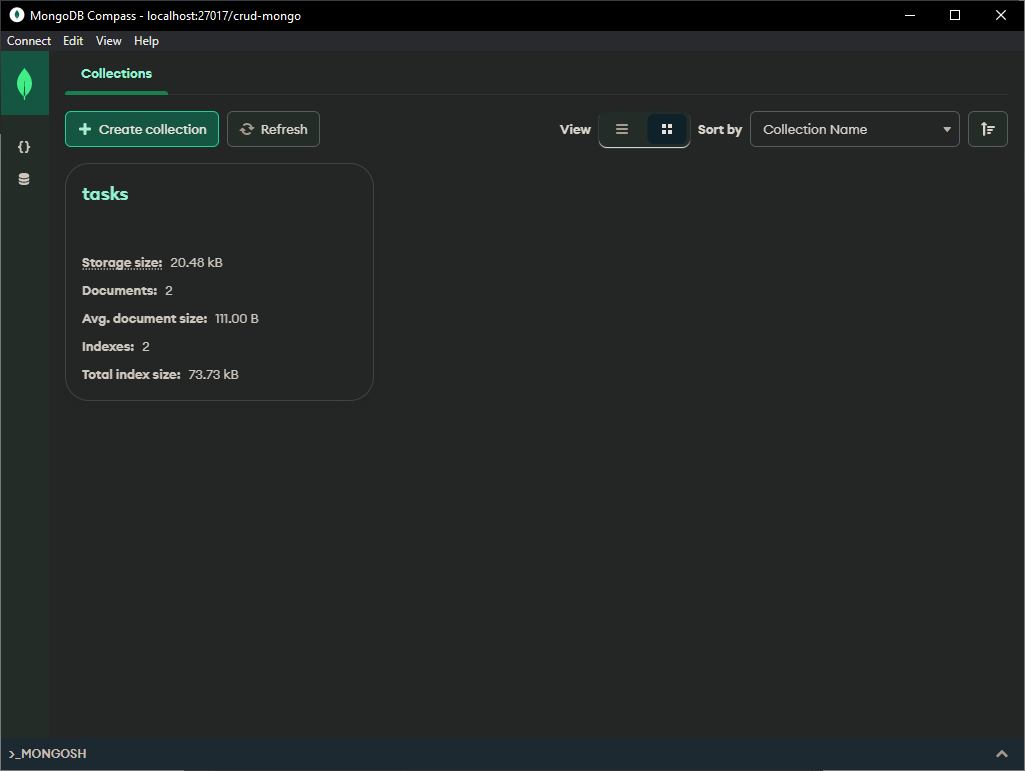 MongoDB Compass - localhost:27017/crud-mongo
Connect Edit View Help
Collections
Create collection Refresh View Sort by Collection Name
{}
tasks
Storage size: 20.48 kB
Documents: 2
Avg. document size: 111.00 B
Indexes: 2
Total index size: 73.73 kB
>_MONGOSH